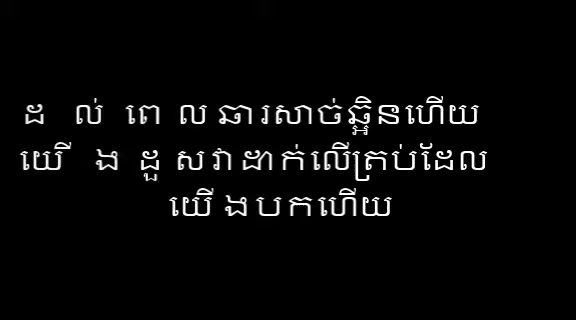 ដល់ពេលឆារសាច់ឆ្អិនហើយ
យើងដួសវាដាក់លើត្រប់ដែល
យើងបកហើយ